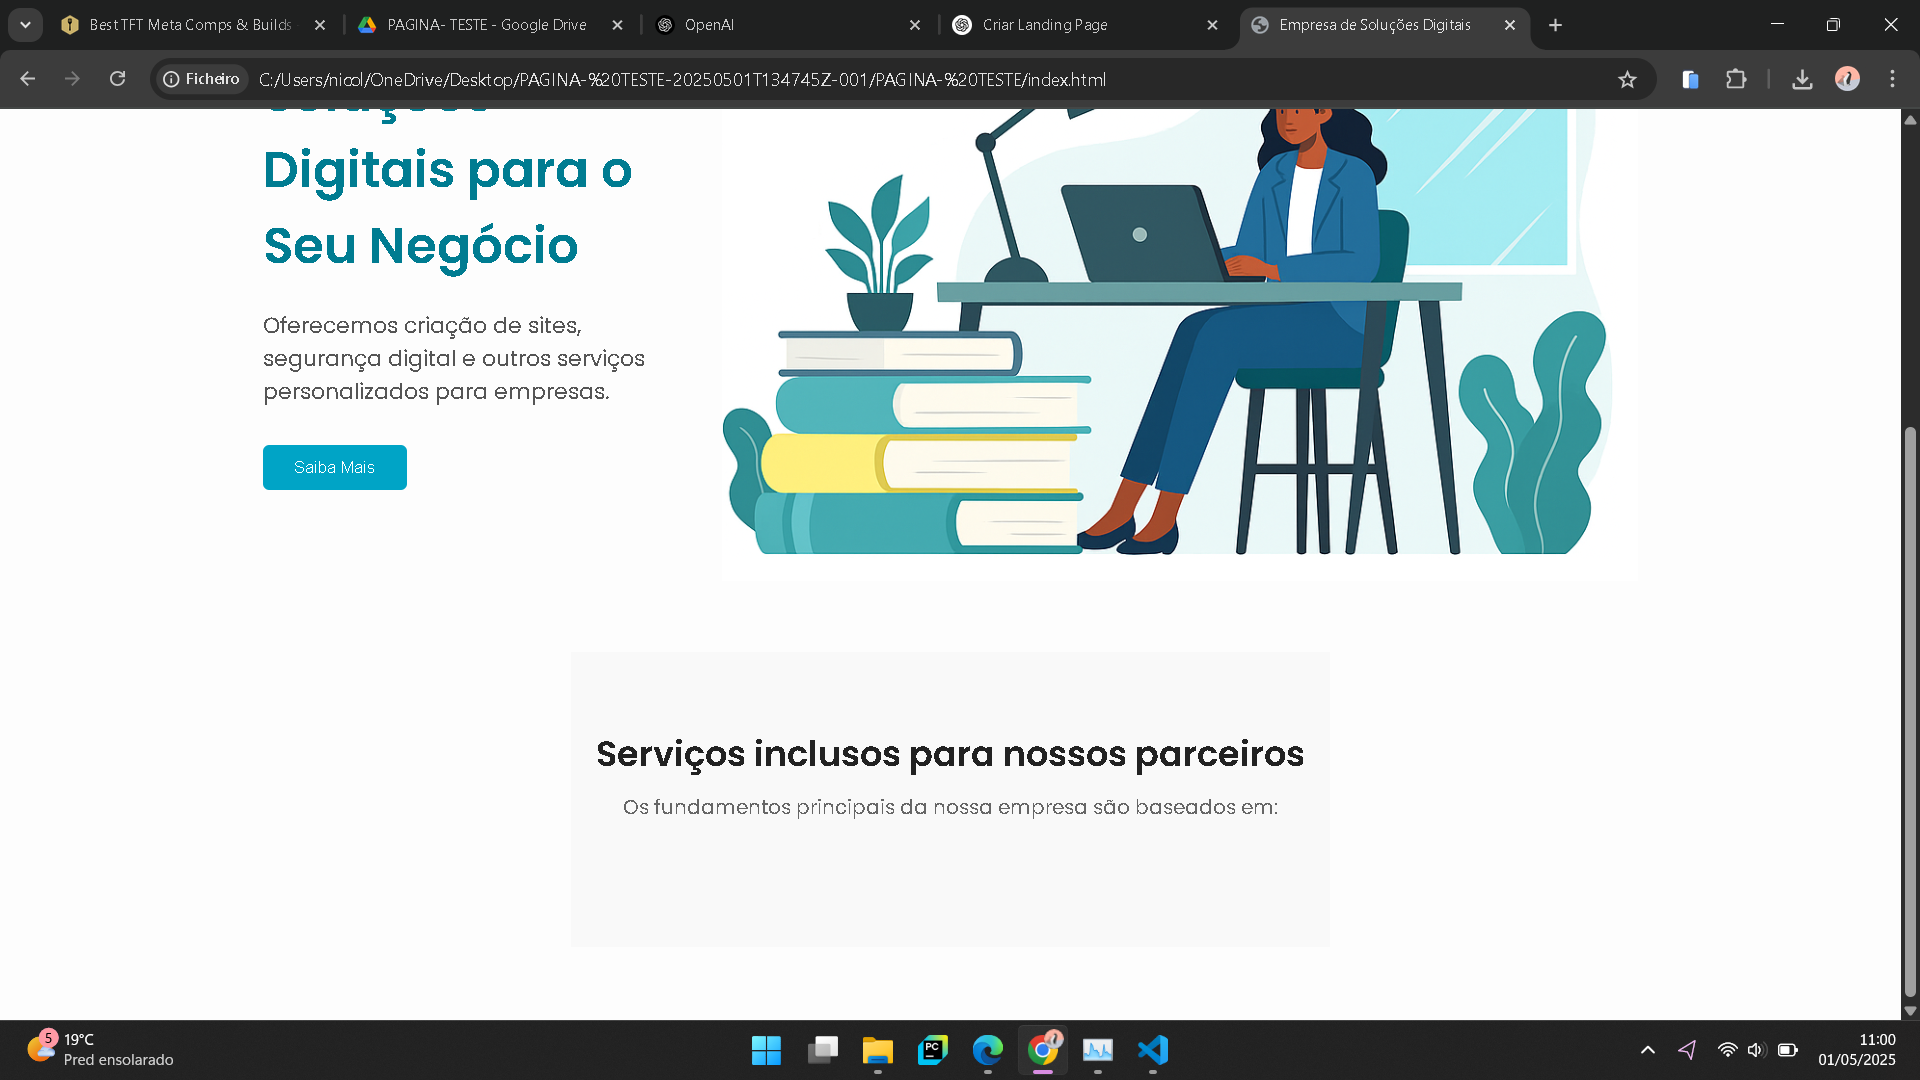 Best TFT Meta Comps & Builds
PAGINA- TESTE - Google Drive
OpenAI
Criar Landing Page
Empresa de Soluções Digitais
Ficheiro
C:/Users/nicol/OneDrive/Desktop/PAGINA-%20TESTE-20250501T134745Z-001/PAGINA-%20TESTE/index.html
Digitais para o
Seu Negócio
Oferecemos criação de sites,
segurança digital e outros serviços
personalizados para empresas.
Saiba Mais
Serviços inclusos para nossos parceiros
Os fundamentos principais da nossa empresa são baseados em:
5
19°C
Pred ensolarado
PC
11:00
01/05/2025